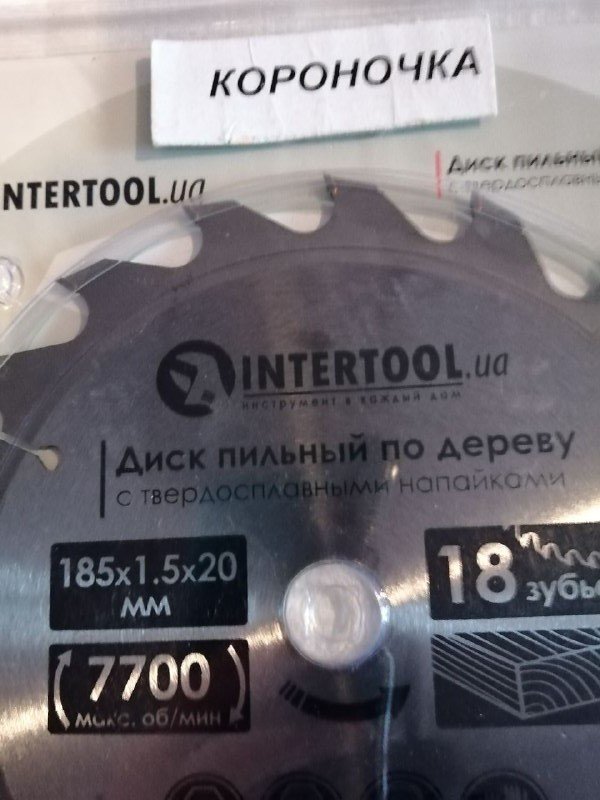 КОРОНОЧКА
INTERTOOL.ua
Диск пильны
с твердосплавны
INTERTOOL.ua
инструмент в каждый дом
Диск пильный по дереву
с твердосплавными напайками
185x1.5x20
мм
18
зубье
7700
макс. об/мин